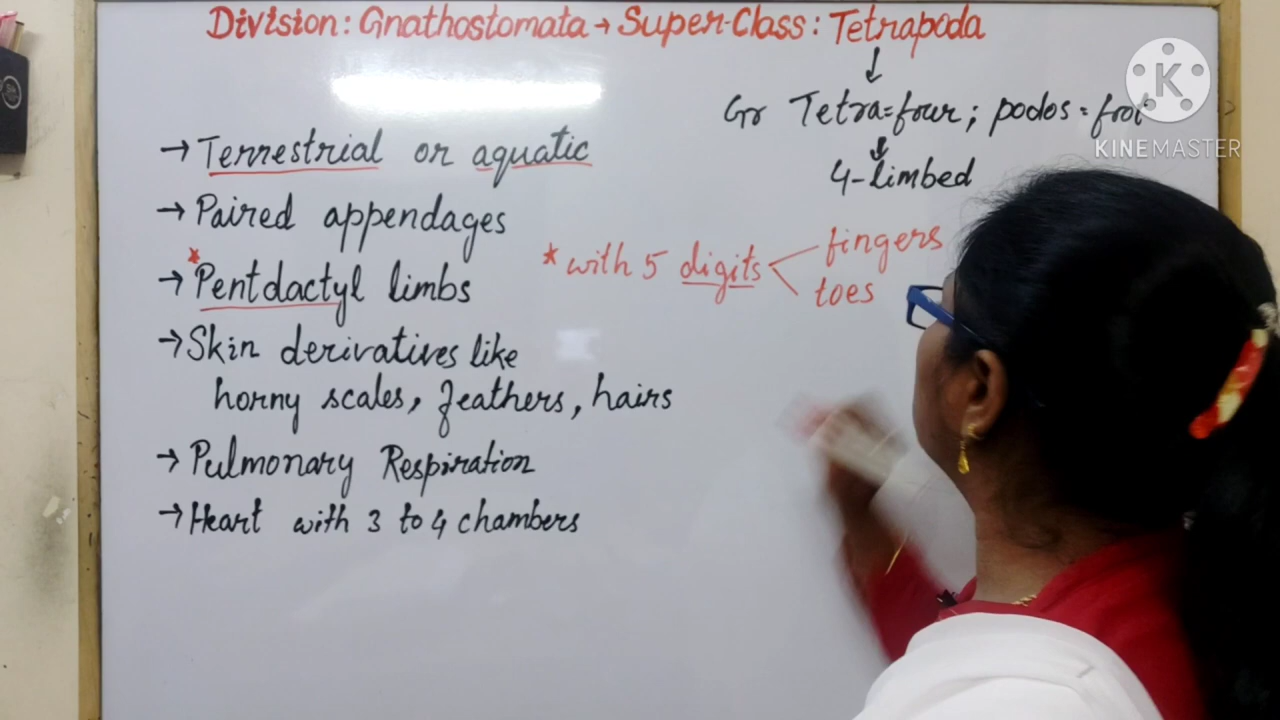 Division: Gnathostomata → Super-Class: Tetrapoda
↓
Gr Tetra=four; podos =
↓
4-limbed
→ Terrestrial or aquatic
→ Paired appendages
* → Pentdactyl limbs
* with 5 digits
fingers
toes
→ Skin derivatives like
horny scales, feathers, hairs
→ Pulmonary Respiration
→ Heart with 3 to 4 chambers
K
KINEMASTER